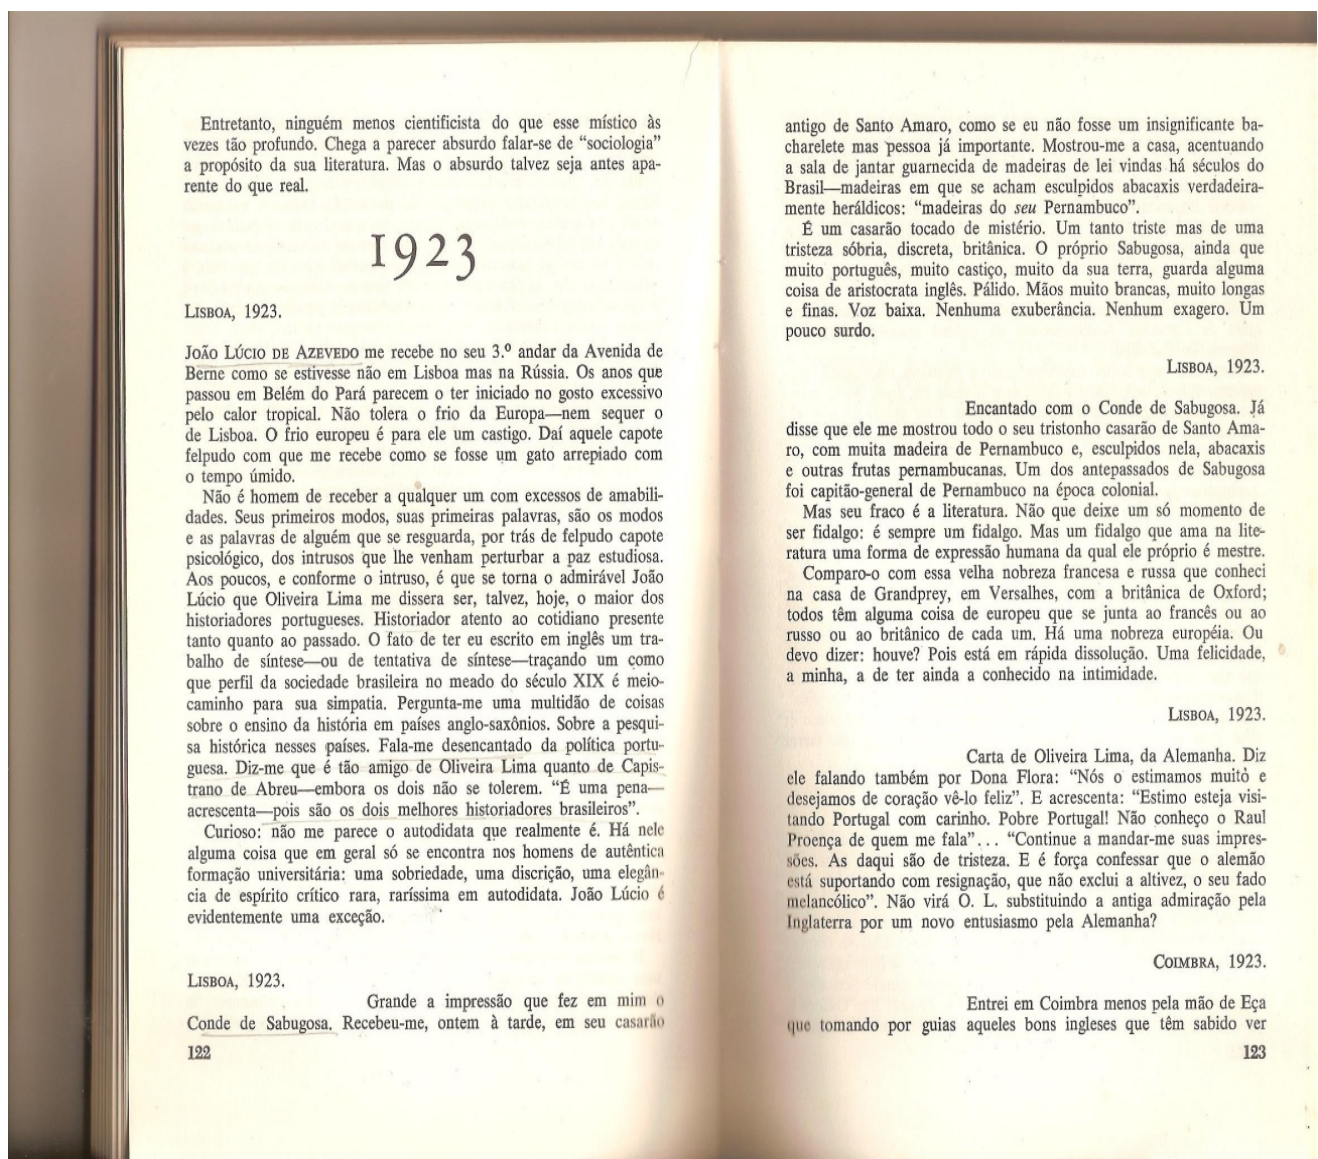 Entretanto, ninguém menos cientificista do que esse místico às
vezes tão profundo. Chega a parecer absurdo falar-se de “sociologia”
a propósito da sua literatura. Mas o absurdo talvez seja antes apa-
rente do que real.
1923
LISBOA, 1923.
JOÃO LÚCIO DE AZEVEDO me recebe no seu 3.º andar da Avenida de
Berne como se estivesse não em Lisboa mas na Rússia. Os anos que
passou em Belém do Pará parecem o ter iniciado no gosto excessivo
pelo calor tropical. Não tolera o frio da Europa—nem sequer o
de Lisboa. O frio europeu é para ele um castigo. Daí aquele capote
felpudo com que me recebe como se fosse um gato arrepiado com
o tempo úmido.
Não é homem de receber a qualquer um com excessos de amabili-
dades. Seus primeiros modos, suas primeiras palavras, são os modos
e as palavras de alguém que se resguarda, por trás de felpudo capote
psicológico, dos intrusos que lhe venham perturbar a paz estudiosa.
Aos poucos, e conforme o intruso, é que se torna o admirável João
Lúcio que Oliveira Lima me dissera ser, talvez, hoje, o maior dos
historiadores portugueses. Historiador atento ao cotidiano presente
tanto quanto ao passado. O fato de ter eu escrito em inglês um tra-
balho de síntese—ou de tentativa de síntese—traçando um como
que perfil da sociedade brasileira no meado do século XIX é meio-
caminho para sua simpatia. Pergunta-me uma multidão de coisas
sobre o ensino da história em países anglo-saxônios. Sobre a pesqui-
sa histórica nesses países. Fala-me desencantado da política portu-
guesa. Diz-me que é tão amigo de Oliveira Lima quanto de Capis-
trano de Abreu—embora os dois não se tolerem. “É uma pena—
acrescenta—pois são os dois melhores historiadores brasileiros”.
Curioso: não me parece o autodidata que realmente é. Há nele
alguma coisa que em geral só se encontra nos homens de autêntica
formação universitária: uma sobriedade, uma discrição, uma elegân-
cia de espírito crítico rara, raríssima em autodidata. João Lúcio é
evidentemente uma exceção.
LISBOA, 1923.
Grande a impressão que fez em mim o
Conde de Sabugosa. Recebeu-me, ontem à tarde, em seu casarão
122
antigo de Santo Amaro, como se eu não fosse um insignificante ba-
charelete mas pessoa já importante. Mostrou-me a casa, acentuando
a sala de jantar guarnecida de madeiras de lei vindas há séculos do
Brasil—madeiras em que se acham esculpidos abacaxis verdadeira-
mente heráldicos: “madeiras do seu Pernambuco”.
É um casarão tocado de mistério. Um tanto triste mas de uma
tristeza sóbria, discreta, britânica. O próprio Sabugosa, ainda que
muito português, muito castiço, muito da sua terra, guarda alguma
coisa de aristocrata inglês. Pálido. Mãos muito brancas, muito longas
e finas. Voz baixa. Nenhuma exuberância. Nenhum exagero. Um
pouco surdo.
LISBOA, 1923.
Encantado com o Conde de Sabugosa. Já
disse que ele me mostrou todo o seu tristonho casarão de Santo Ama-
ro, com muita madeira de Pernambuco e, esculpidos nela, abacaxis
e outras frutas pernambucanas. Um dos antepassados de Sabugosa
foi capitão-general de Pernambuco na época colonial.
Mas seu fraco é a literatura. Não que deixe um só momento de
ser fidalgo: é sempre um fidalgo. Mas um fidalgo que ama na lite-
ratura uma forma de expressão humana da qual ele próprio é mestre.
Comparo-o com essa velha nobreza francesa e russa que conheci
na casa de Grandprey, em Versalhes, com a britânica de Oxford;
todos têm alguma coisa de europeu que se junta ao francês ou ao
russo ou ao britânico de cada um. Há uma nobreza européia. Ou
devo dizer: houve? Pois está em rápida dissolução. Uma felicidade,
a minha, a de ter ainda a conhecido na intimidade.
LISBOA, 1923.
Carta de Oliveira Lima, da Alemanha. Diz
ele falando também por Dona Flora: “Nós o estimamos muito e
desejamos de coração vê-lo feliz”. E acrescenta: “Estimo esteja visi-
tando Portugal com carinho. Pobre Portugal! Não conheço o Raul
Proença de quem me fala”... “Continue a mandar-me suas impres-
sões. As daqui são de tristeza. E é força confessar que o alemão
está suportando com resignação, que não exclui a altivez, o seu fado
melancólico”. Não virá O. L. substituindo a antiga admiração pela
Inglaterra por um novo entusiasmo pela Alemanha?
COIMBRA, 1923.
Entrei em Coimbra menos pela mão de Eça
que tomando por guias aqueles bons ingleses que têm sabido ver
123